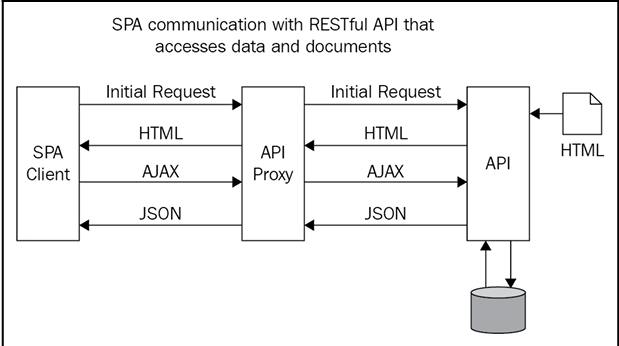 SPA communication with RESTful API that
accesses data and documents
Initial Request
Initial Request
HTML
HTML
SPA
Client
API
Proxy
API
HTML
AJAX
AJAX
JSON
JSON